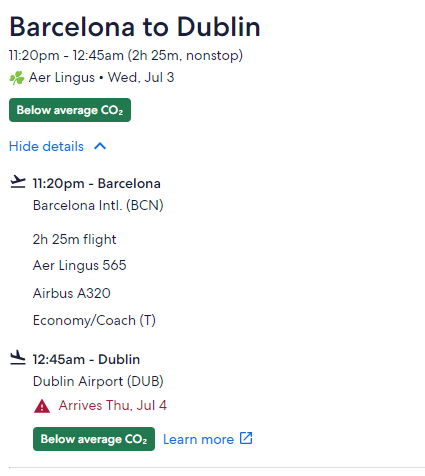 Barcelona to Dublin
11:20pm - 12:45am (2h 25m, nonstop)
Aer Lingus • Wed, Jul 3
Below average CO₂
Hide details
11:20pm - Barcelona
Barcelona Intl. (BCN)
2h 25m flight
Aer Lingus 565
Airbus A320
Economy/Coach (T)
12:45am - Dublin
Dublin Airport (DUB)
Arrives Thu, Jul 4
Below average CO₂ Learn more